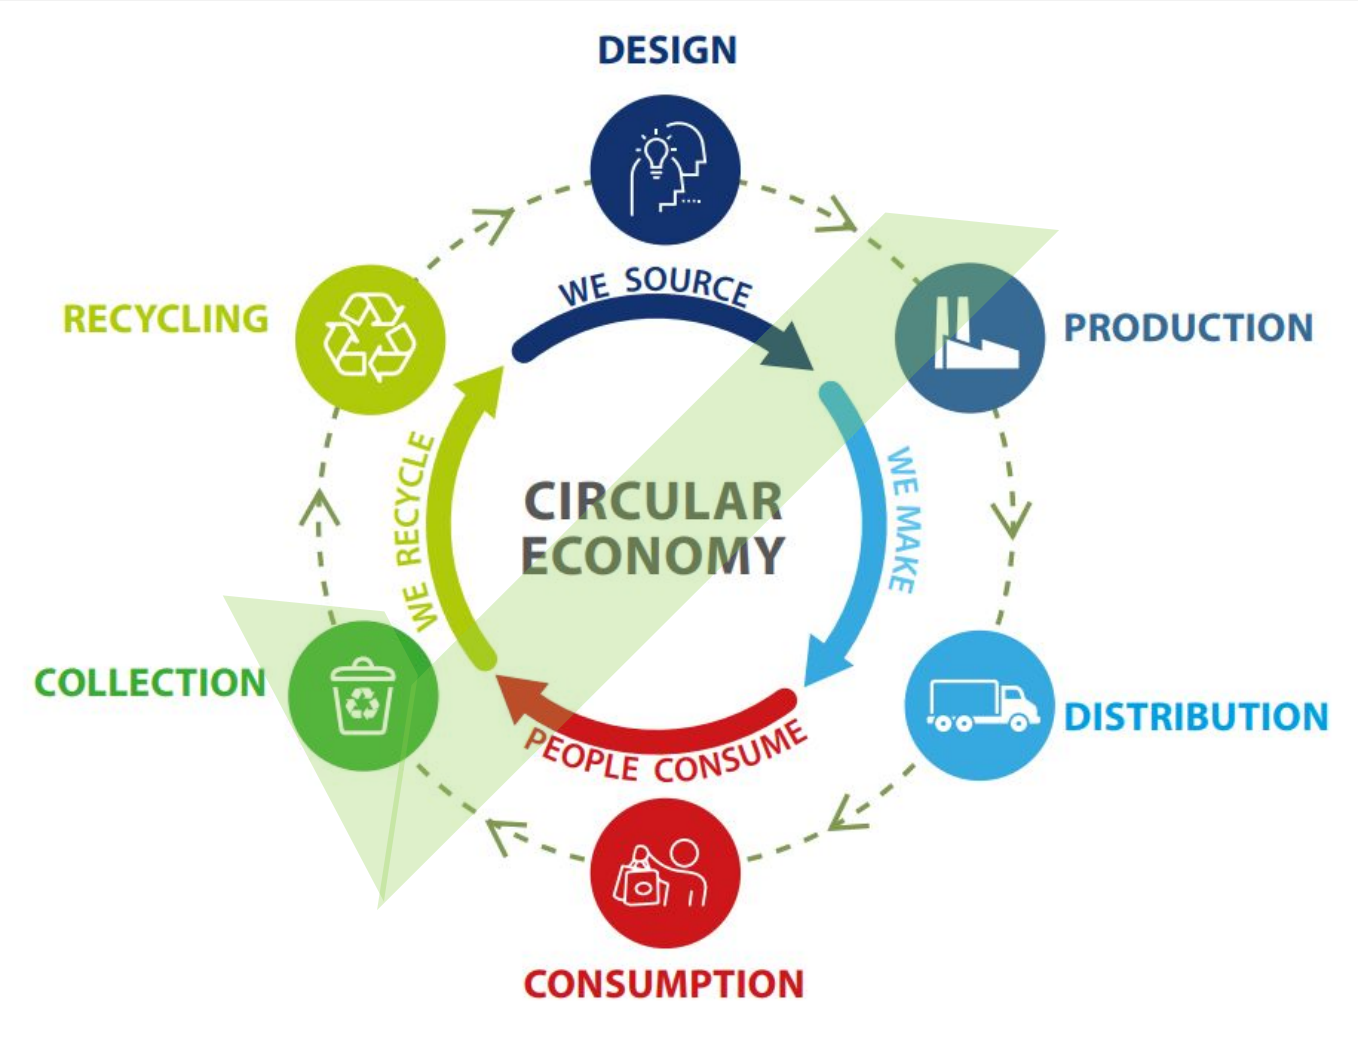 DESIGN
WE SOURCE
RECYCLING
PRODUCTION
WE RECYCLE
CIRCULAR
ECONOMY
WE MAKE
COLLECTION
DISTRIBUTION
PEOPLE CONSUME
CONSUMPTION